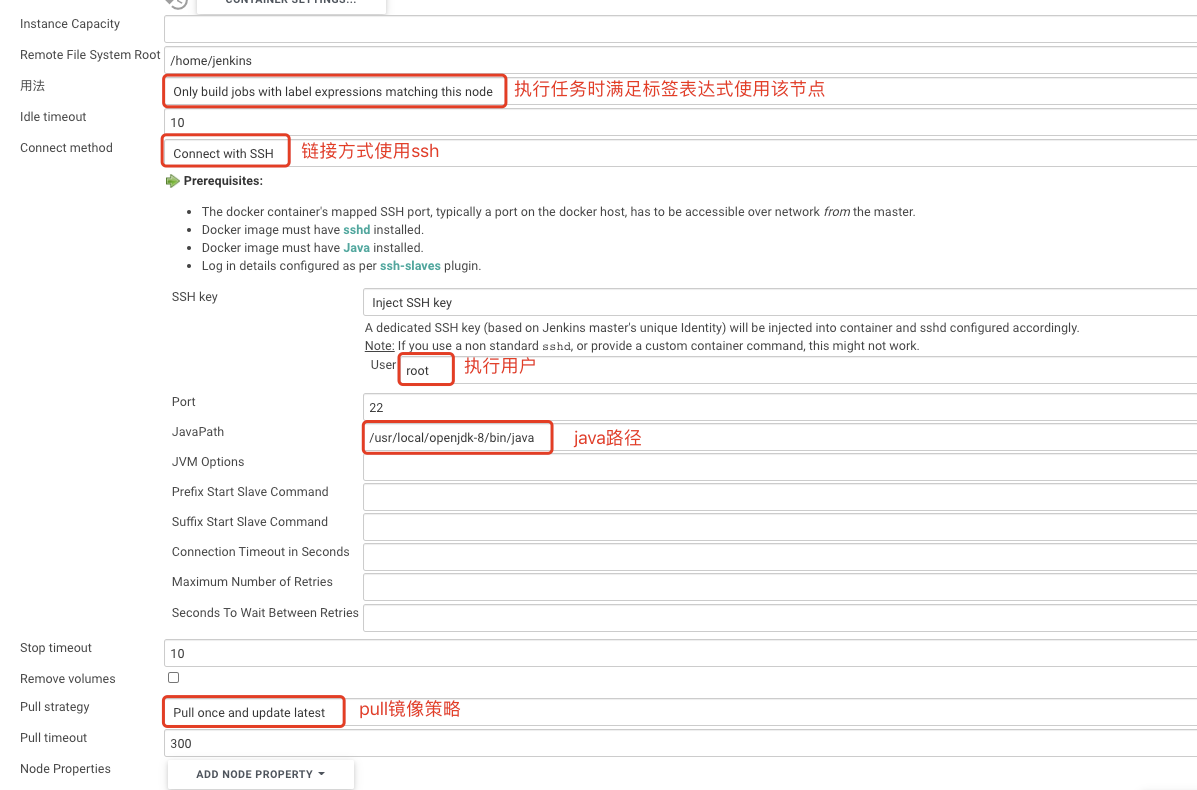 CONTAINER SETTINGS...
Instance Capacity
Remote File System Root /home/jenkins
用法 Only build jobs with label expressions matching this node 执行任务时满足标签表达式使用该节点
Idle timeout 10
Connect method Connect with SSH 链接方式使用ssh
Prerequisites:
• The docker container's mapped SSH port, typically a port on the docker host, has to be accessible over network from the master.
• Docker image must have sshd installed.
• Docker image must have Java installed.
• Log in details configured as per ssh-slaves plugin.
SSH key Inject SSH key
A dedicated SSH key (based on Jenkins master's unique Identity) will be injected into container and sshd configured accordingly.
Note: If you use a non standard sshd, or provide a custom container command, this might not work.
User root 执行用户
Port 22
JavaPath /usr/local/openjdk-8/bin/java java路径
JVM Options
Prefix Start Slave Command
Suffix Start Slave Command
Connection Timeout in Seconds
Maximum Number of Retries
Seconds To Wait Between Retries
Stop timeout 10
Remove volumes
Pull strategy Pull once and update latest pull镜像策略
Pull timeout 300
Node Properties ADD NODE PROPERTY